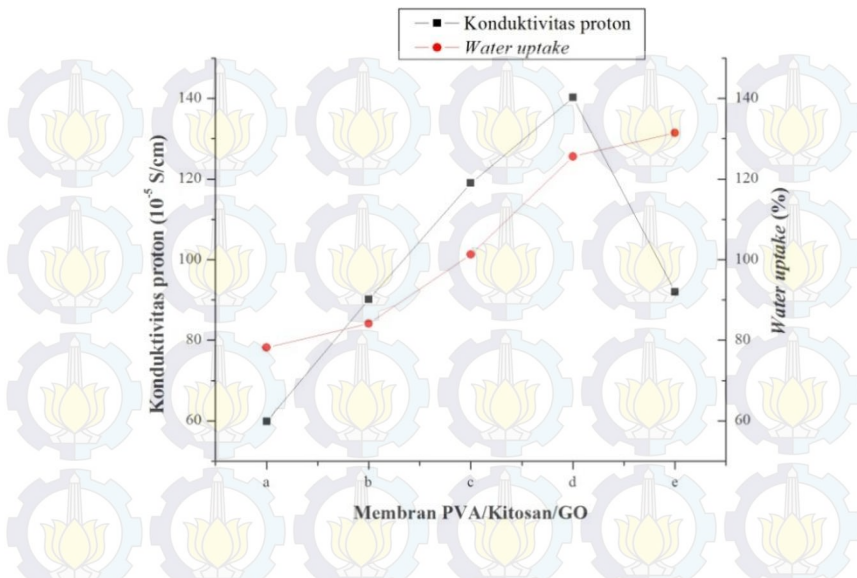 Konduktivitas proton
Water uptake
Konduktivitas proton (10⁻⁵ S/cm)
140
120
100
80
60
140
120
100
80
60
Water uptake (%)
a b c d e
Membran PVA/Kitosan/GO